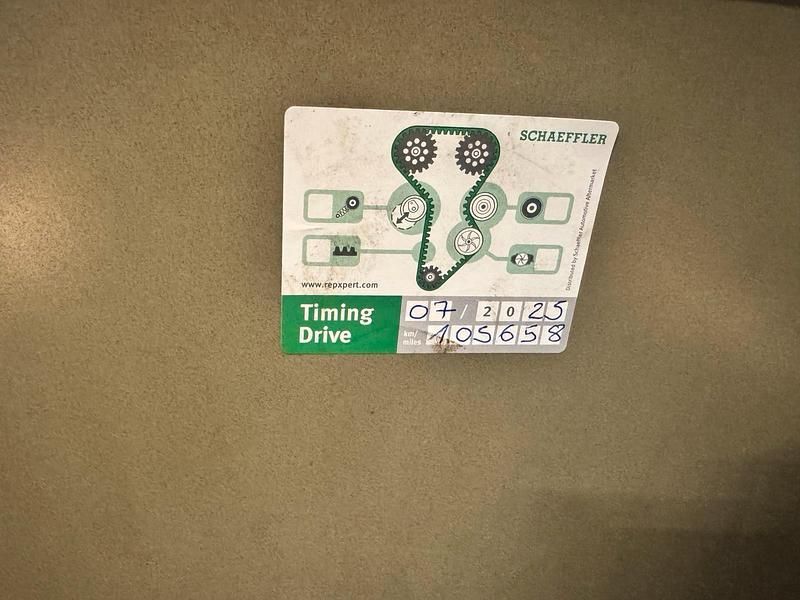 SCHAEFFLER
Distributed by Schaeffler Automotive Aftermarket
www.repxpert.com
Timing Drive
07/2025
km/miles 105658